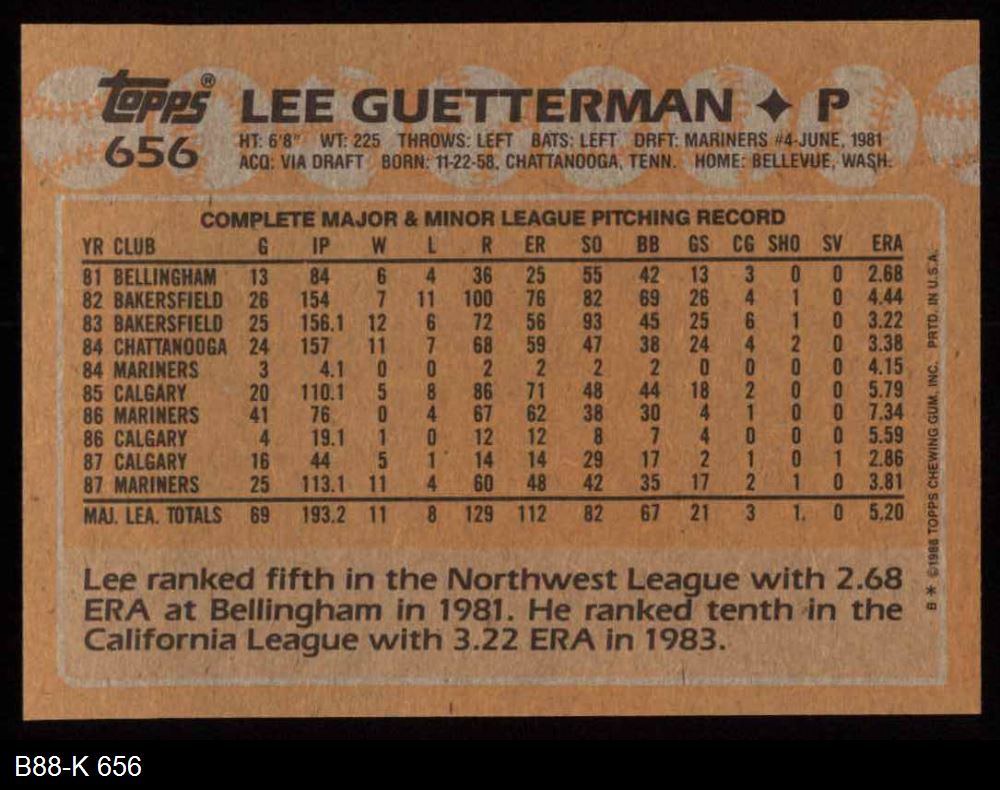 topps® LEE GUETTERMAN ✦ P
656
HT: 6'8" WT: 225 THROWS: LEFT BATS: LEFT DRFT: MARINERS #4-JUNE, 1981
ACQ: VIA DRAFT BORN: 11-22-58, CHATTANOOGA, TENN. HOME: BELLEVUE, WASH.
COMPLETE MAJOR & MINOR LEAGUE PITCHING RECORD
YR CLUB G IP W L R ER SO BB GS CG SHO SV ERA
81 BELLINGHAM 13 84 6 4 36 25 55 42 13 3 0 0 2.68
82 BAKERSFIELD 26 154 7 11 100 76 82 69 26 4 1 0 4.44
83 BAKERSFIELD 25 156.1 12 6 72 56 93 45 25 6 1 0 3.22
84 CHATTANOOGA 24 157 11 7 68 59 47 38 24 4 2 0 3.38
84 MARINERS 3 4.1 0 0 2 2 2 2 0 0 0 0 4.15
85 CALGARY 20 110.1 5 8 86 71 48 44 18 2 0 0 5.79
86 MARINERS 41 76 0 4 67 62 38 30 4 1 0 0 7.34
86 CALGARY 4 19.1 1 0 12 12 8 7 4 0 0 0 5.59
87 CALGARY 16 44 5 1 14 14 29 17 2 1 0 1 2.86
87 MARINERS 25 113.1 11 4 60 48 42 35 17 2 1 0 3.81
MAJ. LEA. TOTALS 69 193.2 11 8 129 112 82 67 21 3 1. 0 5.20
Lee ranked fifth in the Northwest League with 2.68
ERA at Bellingham in 1981. He ranked tenth in the
California League with 3.22 ERA in 1983.
B * ©1988 TOPPS CHEWING GUM, INC. PRTD. IN U.S.A.
B88-K 656